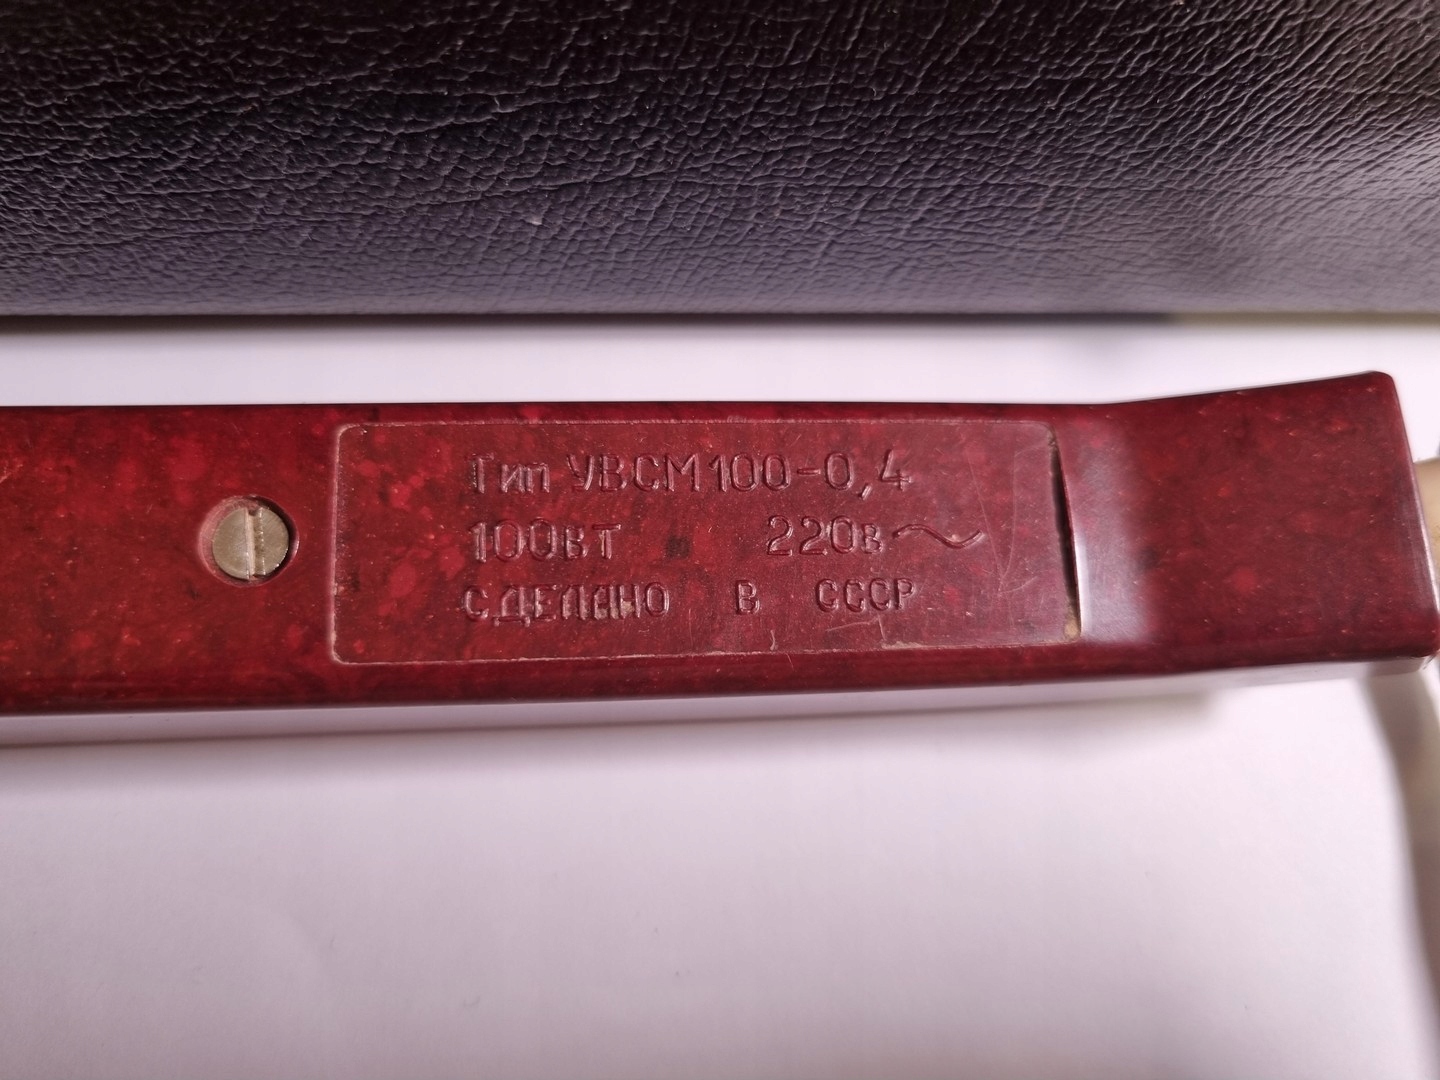 Тип УВСМ100-0,4
100вт 220в ~
СДЕЛАНО В СССР